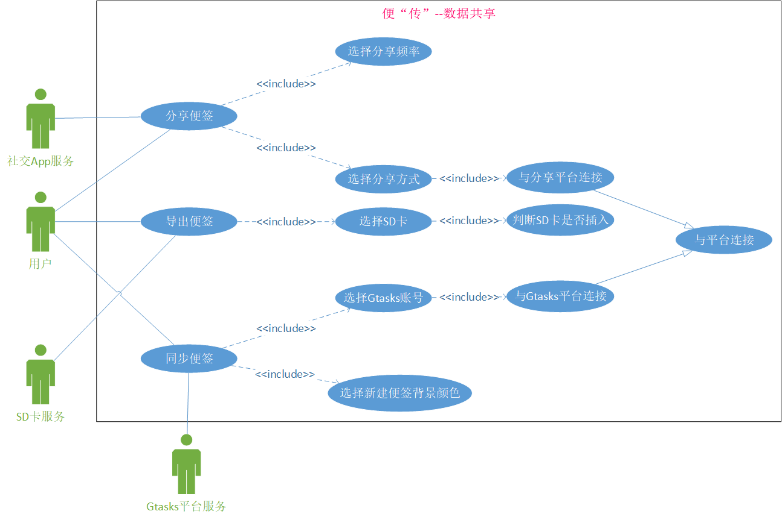 便“传”--数据共享
选择分享频率
<<include>>
分享便签
<<include>>
社交App服务
选择分享方式
<<include>>
与分享平台连接
用户
导出便签
<<include>>
选择SD卡
<<include>>
判断SD卡是否插入
与平台连接
选择Gtasks账号
<<include>>
与Gtasks平台连接
<<include>>
同步便签
<<include>>
选择新建便签背景颜色
SD卡服务
Gtasks平台服务